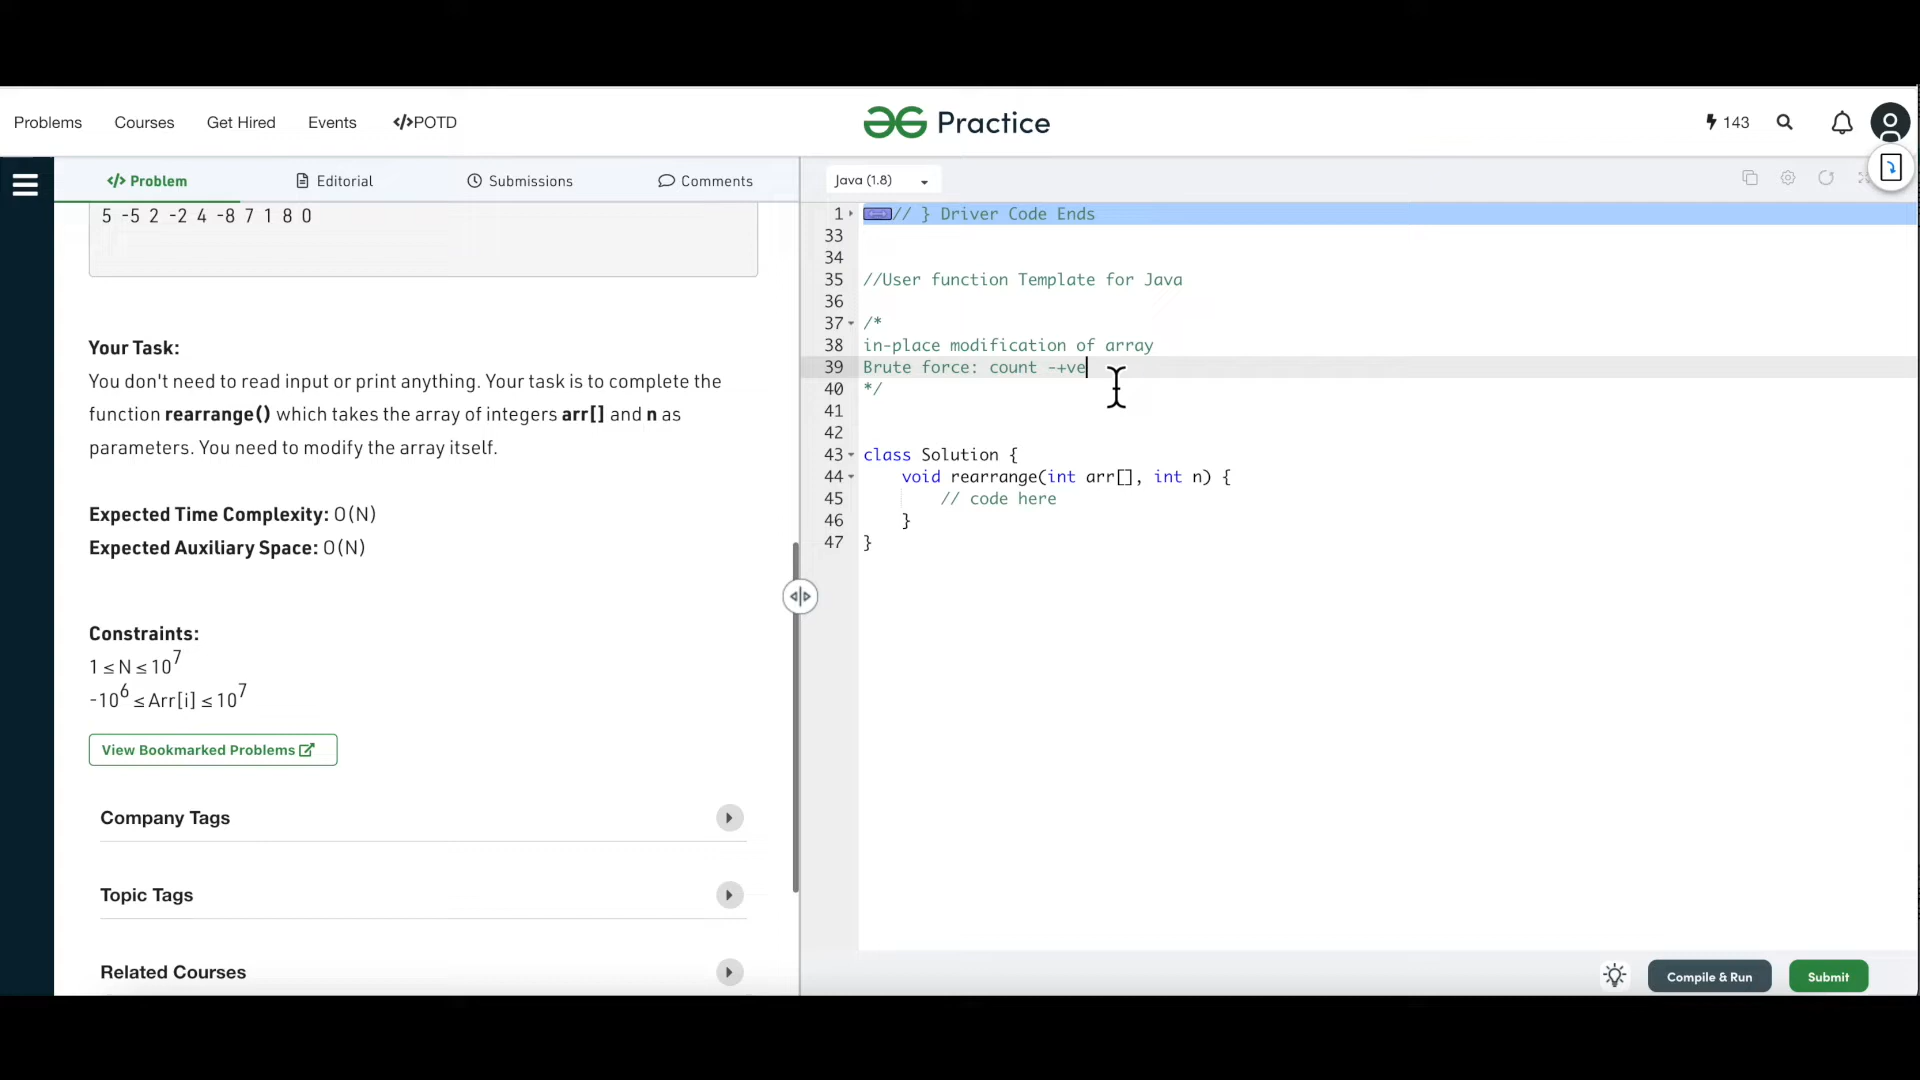 Problems Courses Get Hired Events </>POTD
Practice
143
</> Problem Editorial Submissions Comments
5 -5 2 -2 4 -8 7 1 8 0
Your Task:
You don't need to read input or print anything. Your task is to complete the
function rearrange() which takes the array of integers arr[] and n as
parameters. You need to modify the array itself.
Expected Time Complexity: O(N)
Expected Auxiliary Space: O(N)
Constraints:
1 ≤ N ≤ 10^7
-10^6 ≤ Arr[i] ≤ 10^7
View Bookmarked Problems
Company Tags
Topic Tags
Related Courses
Java (1.8)
1 // } Driver Code Ends
33
34
35 //User function Template for Java
36
37 /*
38 in-place modification of array
39 Brute force: count -+ve
40 */
41
42
43 class Solution {
44 void rearrange(int arr[], int n) {
45 // code here
46 }
47 }
Compile & Run Submit